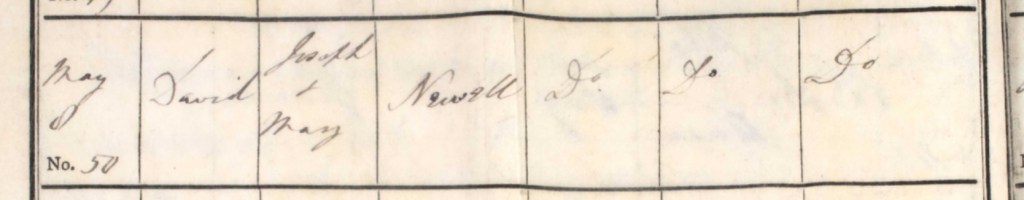 May
8
No. 50
David
Joseph
+
Mary
Newell
Do
Do
Do